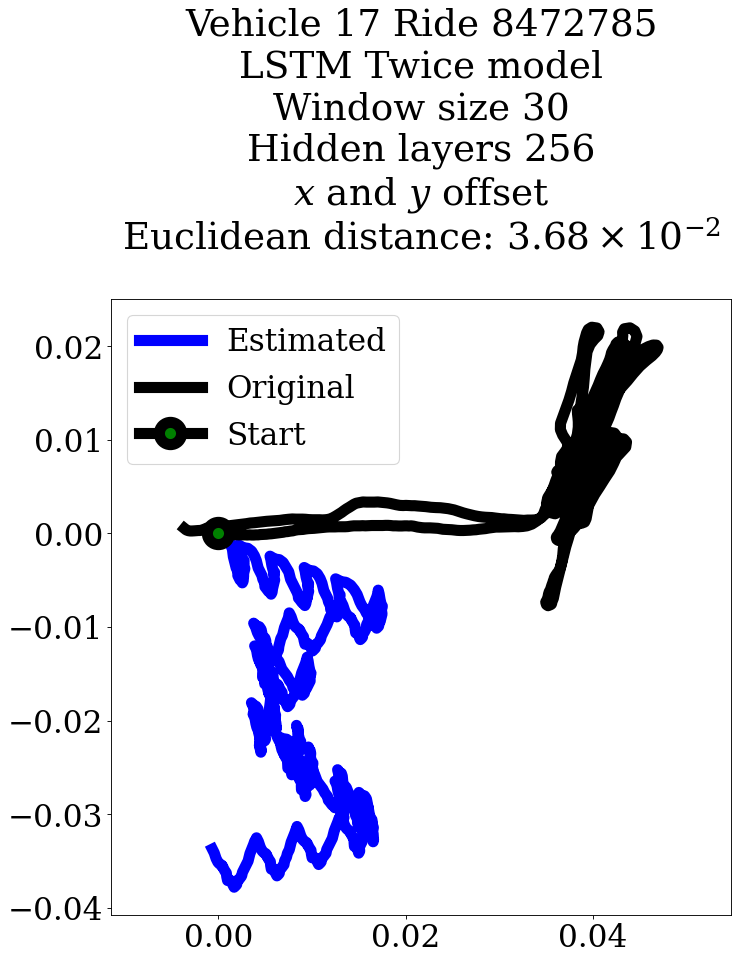 Vehicle 17 Ride 8472785
LSTM Twice model
Window size 30
Hidden layers 256
x and y offset
Euclidean distance: 3.68 × 10⁻²
Estimated
Original
Start
0.02
0.01
0.00
−0.01
−0.02
−0.03
−0.04
0.00 0.02 0.04